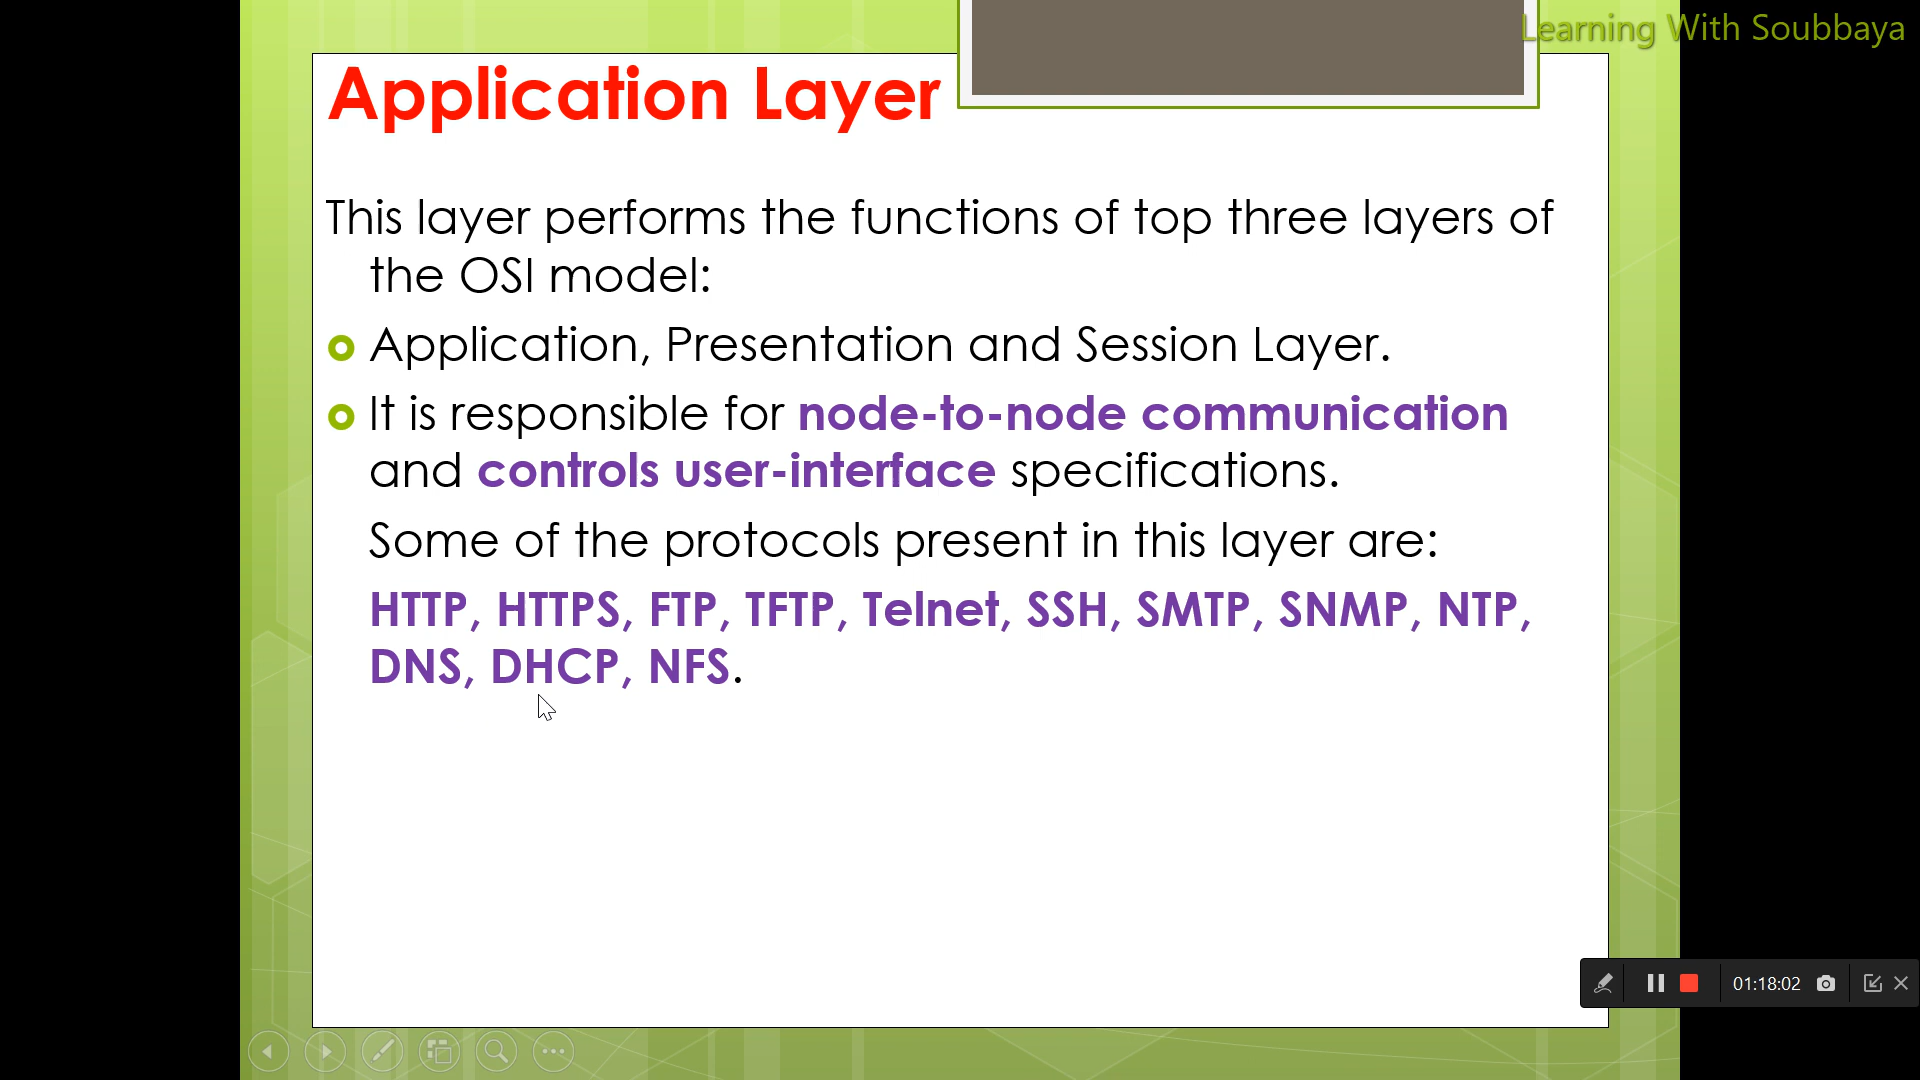 Learning With Soubbaya
Application Layer
This layer performs the functions of top three layers of
the OSI model:
Application, Presentation and Session Layer.
It is responsible for node-to-node communication
and controls user-interface specifications.
Some of the protocols present in this layer are:
HTTP, HTTPS, FTP, TFTP, Telnet, SSH, SMTP, SNMP, NTP,
DNS, DHCP, NFS.
01:18:02